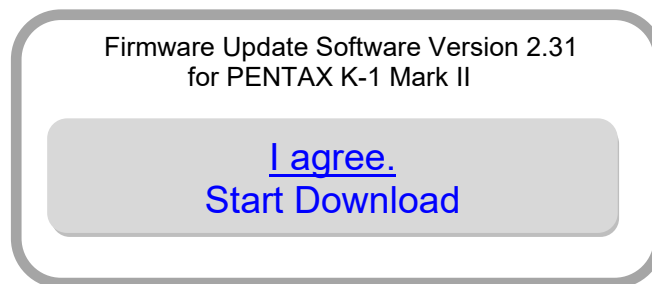 Firmware Update Software Version 2.31
for PENTAX K-1 Mark II
I agree.
Start Download